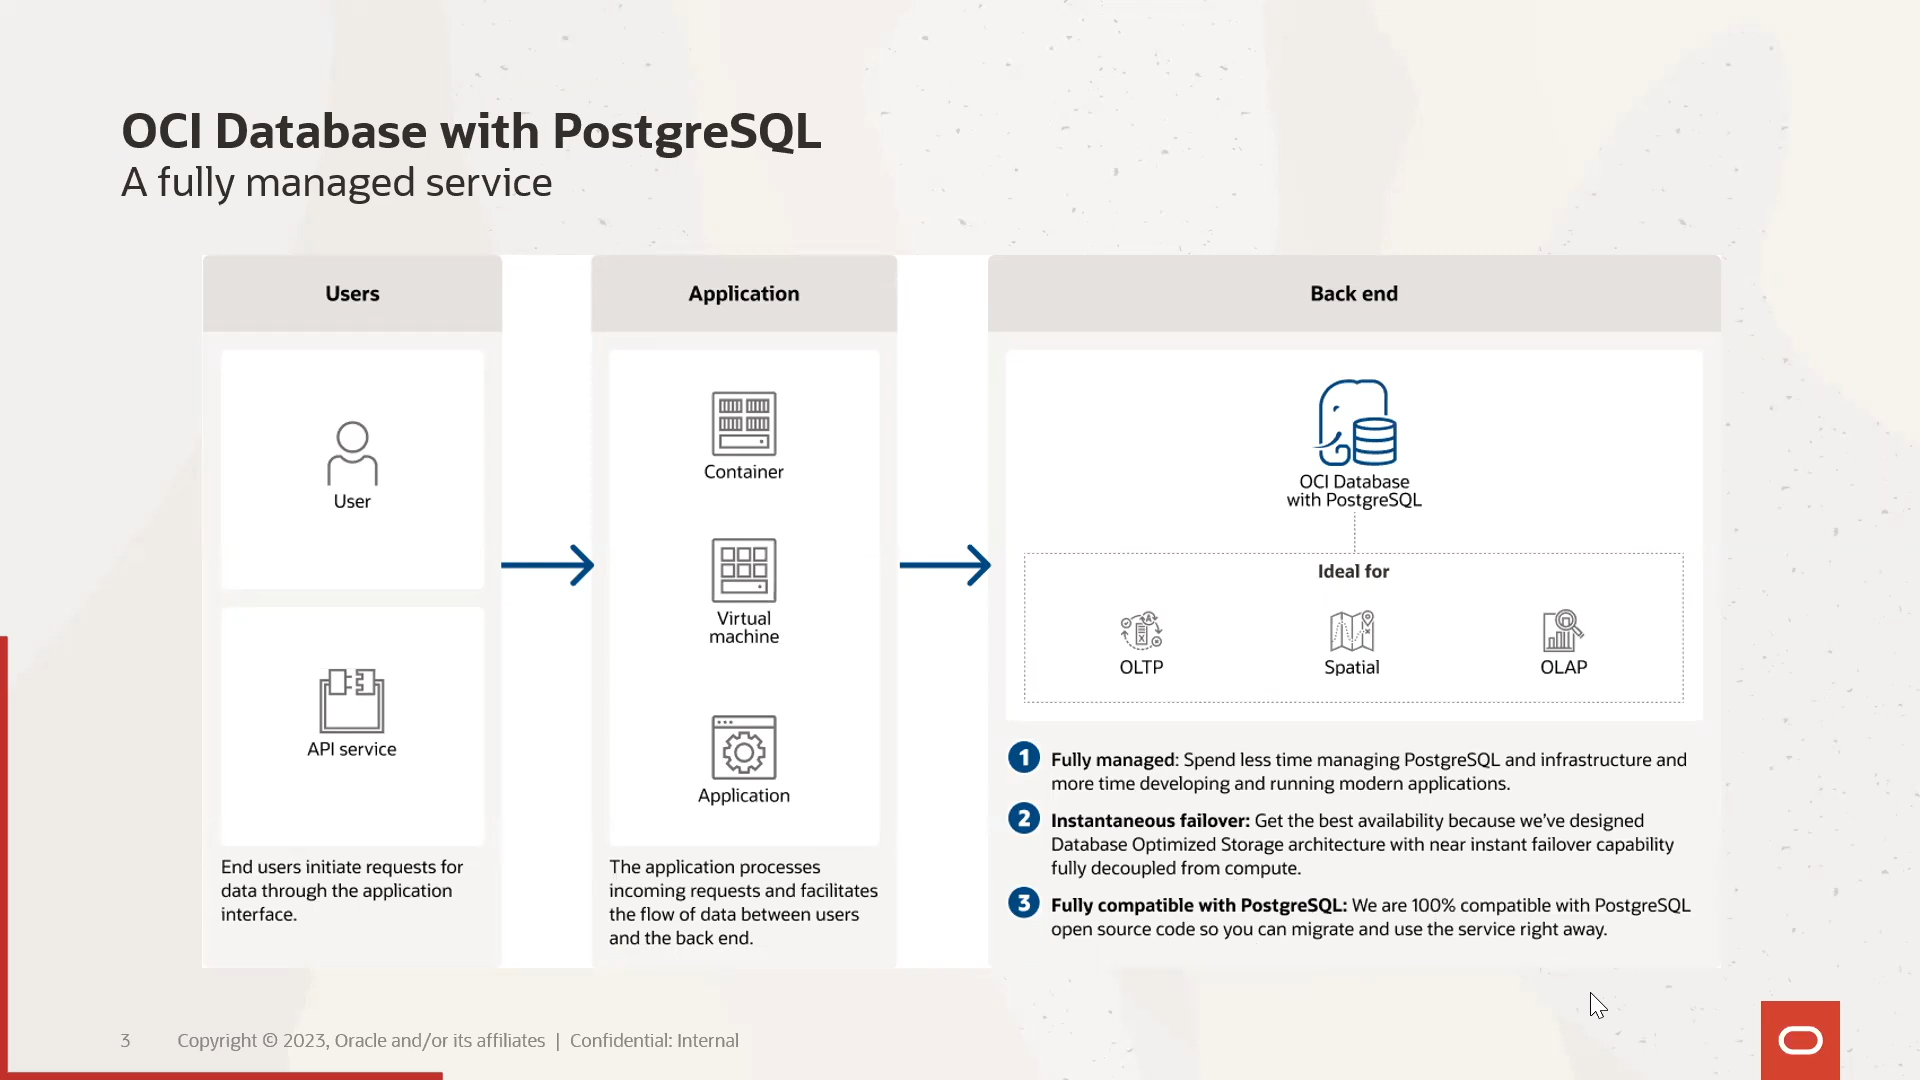 OCI Database with PostgreSQL
A fully managed service
Users
User
API service
End users initiate requests for
data through the application
interface.
Application
Container
Virtual
machine
Application
The application processes
incoming requests and facilitates
the flow of data between users
and the back end.
Back end
OCI Database
with PostgreSQL
Ideal for
OLTP
Spatial
OLAP
1 Fully managed: Spend less time managing PostgreSQL and infrastructure and
more time developing and running modern applications.
2 Instantaneous failover: Get the best availability because we’ve designed
Database Optimized Storage architecture with near instant failover capability
fully decoupled from compute.
3 Fully compatible with PostgreSQL: We are 100% compatible with PostgreSQL
open source code so you can migrate and use the service right away.
3 Copyright © 2023, Oracle and/or its affiliates | Confidential: Internal